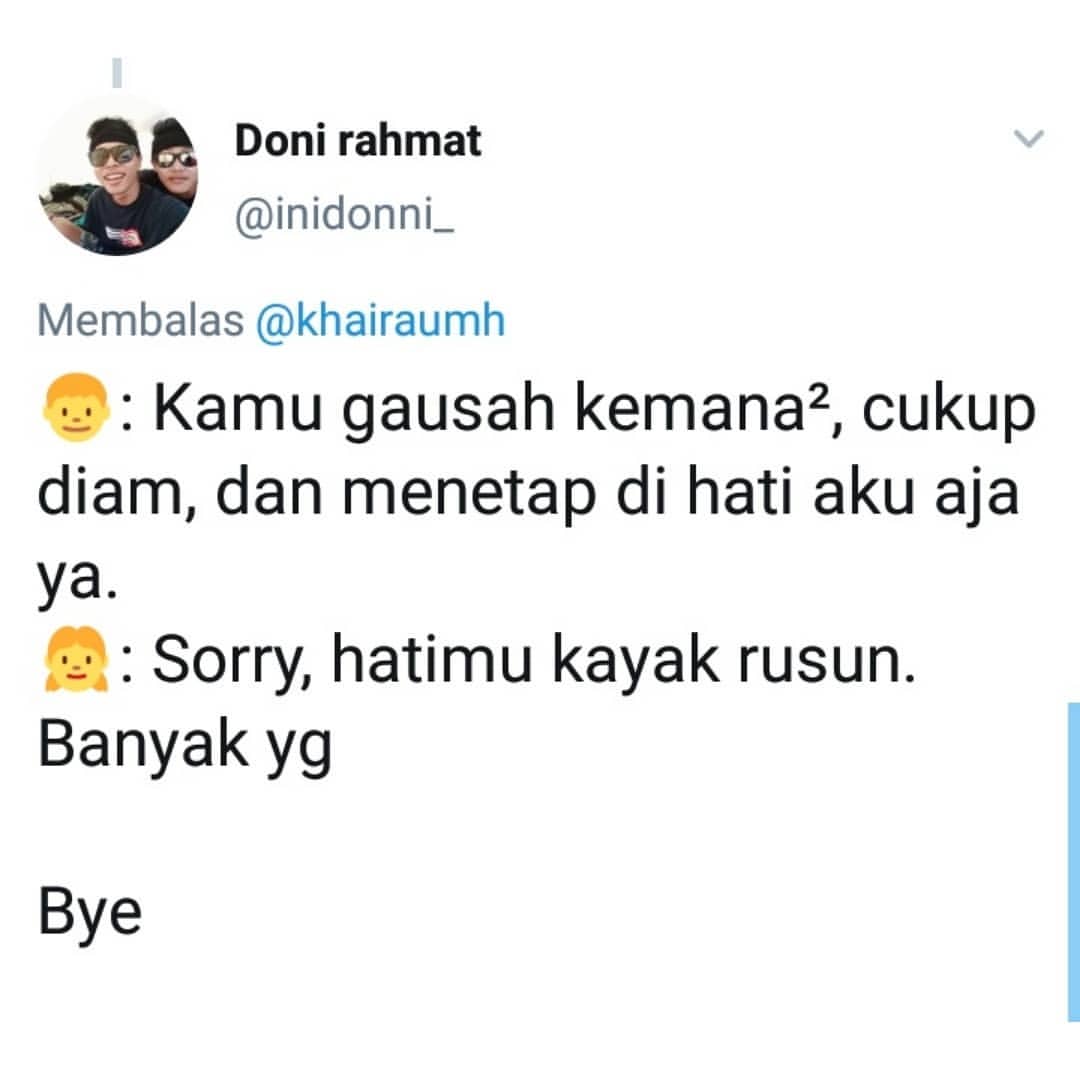 Doni rahmat
@inidonni_
Membalas @khairaumh
👦: Kamu gausah kemana², cukup
diam, dan menetap di hati aku aja
ya.
👧: Sorry, hatimu kayak rusun.
Banyak yg
Bye